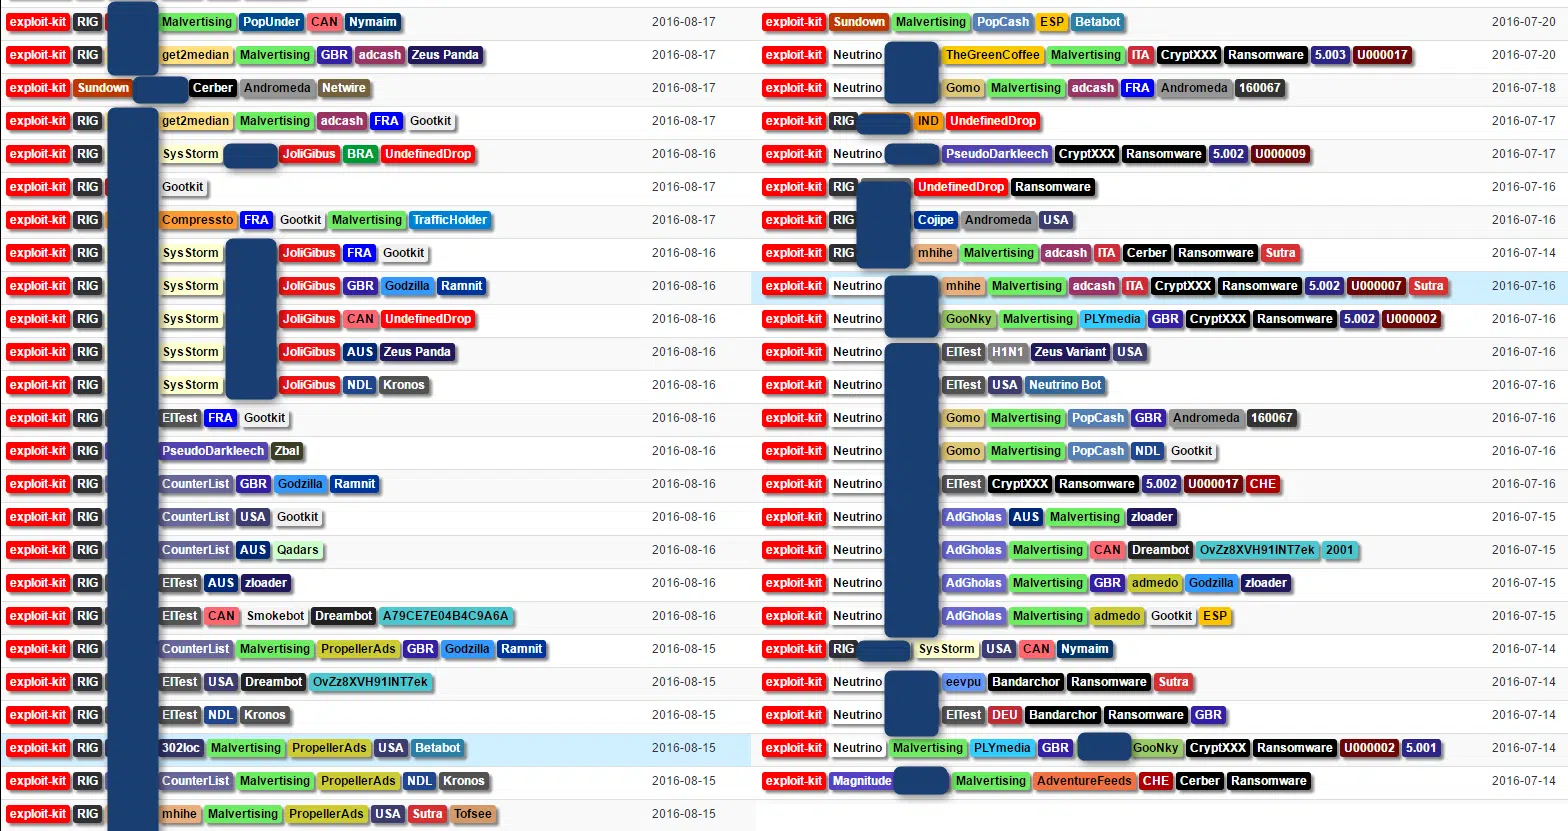 exploit-kit RIG Malvertising PopUnder CAN Nymaim 2016-08-17
exploit-kit RIG get2median Malvertising GBR adcash Zeus Panda 2016-08-17
exploit-kit Sundown Cerber Andromeda Netwire 2016-08-17
exploit-kit RIG get2median Malvertising adcash FRA Gootkit 2016-08-17
exploit-kit RIG SysStorm JoliGibus BRA UndefinedDrop 2016-08-16
exploit-kit RIG Gootkit 2016-08-17
exploit-kit RIG Compressto FRA Gootkit Malvertising TrafficHolder 2016-08-17
exploit-kit RIG SysStorm JoliGibus FRA Gootkit 2016-08-16
exploit-kit RIG SysStorm JoliGibus GBR Godzilla Ramnit 2016-08-16
exploit-kit RIG SysStorm JoliGibus CAN UndefinedDrop 2016-08-16
exploit-kit RIG SysStorm JoliGibus AUS Zeus Panda 2016-08-16
exploit-kit RIG SysStorm JoliGibus NDL Kronos 2016-08-16
exploit-kit RIG EITest FRA Gootkit 2016-08-16
exploit-kit RIG PseudoDarkleech Zbal 2016-08-16
exploit-kit RIG CounterList GBR Godzilla Ramnit 2016-08-16
exploit-kit RIG CounterList USA Gootkit 2016-08-16
exploit-kit RIG CounterList AUS Qadars 2016-08-16
exploit-kit RIG EITest AUS zloader 2016-08-16
exploit-kit RIG EITest CAN Smokebot Dreambot A79CE7E04B4C9A6A 2016-08-16
exploit-kit RIG CounterList Malvertising PropellerAds GBR Godzilla Ramnit 2016-08-15
exploit-kit RIG EITest USA Dreambot OvZz8XVH91INT7ek 2016-08-15
exploit-kit RIG EITest NDL Kronos 2016-08-15
exploit-kit RIG 302loc Malvertising PropellerAds USA Betabot 2016-08-15
exploit-kit RIG CounterList Malvertising PropellerAds NDL Kronos 2016-08-15
exploit-kit RIG mhihe Malvertising PropellerAds USA Sutra Tofsee 2016-08-15
exploit-kit Sundown Malvertising PopCash ESP Betabot 2016-07-20
exploit-kit Neutrino TheGreenCoffee Malvertising ITA CryptXXX Ransomware 5.003 U000017 2016-07-20
exploit-kit Neutrino Gomo Malvertising adcash FRA Andromeda 160067 2016-07-18
exploit-kit RIG IND UndefinedDrop 2016-07-17
exploit-kit Neutrino PseudoDarkleech CryptXXX Ransomware 5.002 U000009 2016-07-17
exploit-kit RIG UndefinedDrop Ransomware 2016-07-16
exploit-kit RIG Cojipe Andromeda USA 2016-07-16
exploit-kit RIG mhihe Malvertising adcash ITA Cerber Ransomware Sutra 2016-07-14
exploit-kit Neutrino mhihe Malvertising adcash ITA CryptXXX Ransomware 5.002 U000007 Sutra 2016-07-16
exploit-kit Neutrino GooNky Malvertising PLYmedia GBR CryptXXX Ransomware 5.002 U000002 2016-07-16
exploit-kit Neutrino EITest H1N1 Zeus Variant USA 2016-07-16
exploit-kit Neutrino EITest USA Neutrino Bot 2016-07-16
exploit-kit Neutrino Gomo Malvertising PopCash GBR Andromeda 160067 2016-07-16
exploit-kit Neutrino Gomo Malvertising PopCash NDL Gootkit 2016-07-16
exploit-kit Neutrino EITest CryptXXX Ransomware 5.002 U000017 CHE 2016-07-16
exploit-kit Neutrino AdGholas AUS Malvertising zloader 2016-07-15
exploit-kit Neutrino AdGholas Malvertising CAN Dreambot OvZz8XVH91INT7ek 2001 2016-07-15
exploit-kit Neutrino AdGholas Malvertising GBR admedo Godzilla zloader 2016-07-15
exploit-kit Neutrino AdGholas Malvertising admedo Gootkit ESP 2016-07-15
exploit-kit RIG SysStorm USA CAN Nymaim 2016-07-14
exploit-kit Neutrino eevpu Bandarchor Ransomware Sutra 2016-07-14
exploit-kit Neutrino EITest DEU Bandarchor Ransomware GBR 2016-07-14
exploit-kit Neutrino Malvertising PLYmedia GBR GooNky CryptXXX Ransomware U000002 5.001 2016-07-14
exploit-kit Magnitude Malvertising AdventureFeeds CHE Cerber Ransomware 2016-07-14